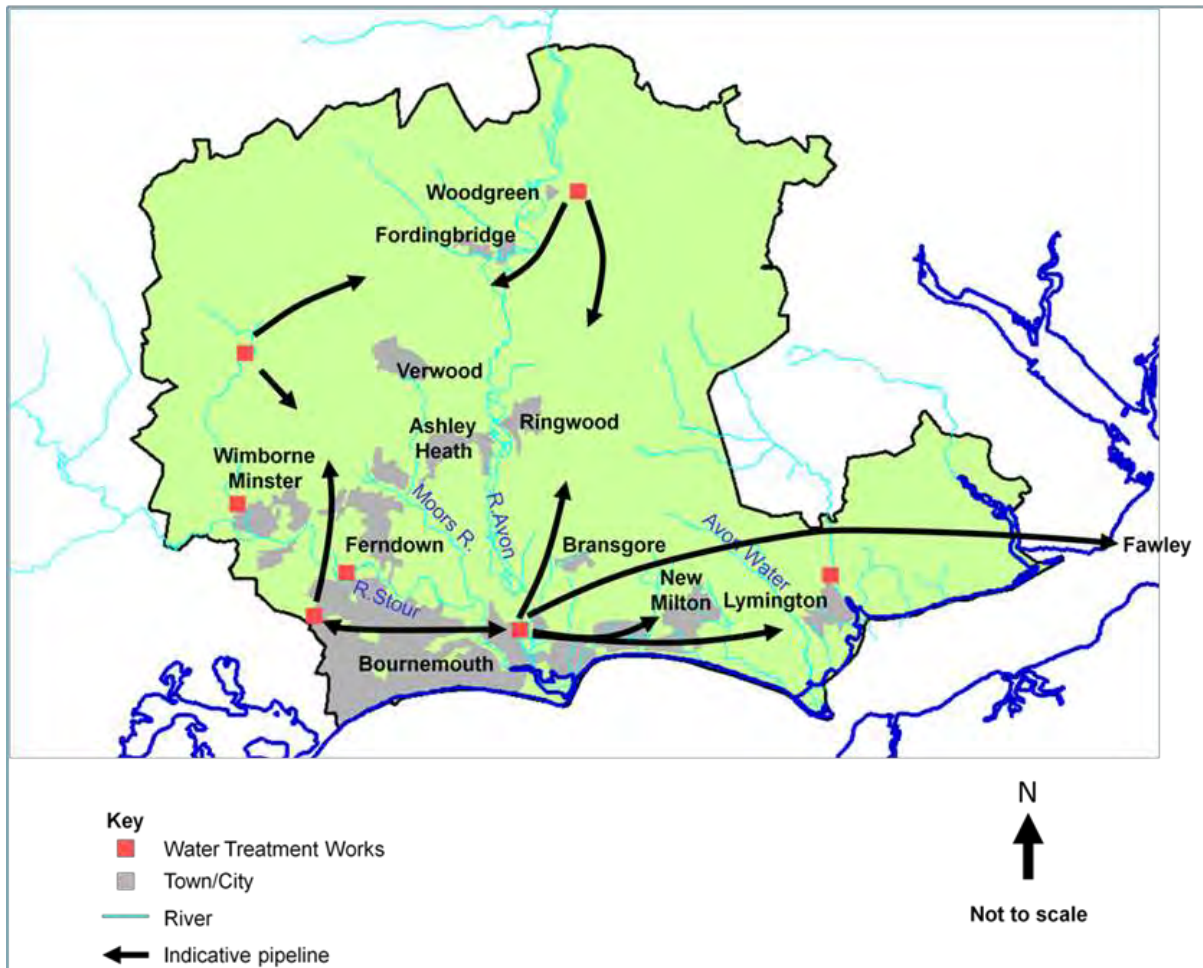 Woodgreen
Fordingbridge
Verwood
Ringwood
Ashley
Heath
Wimborne
Minster
Moors R.
R.Avon
Avon Water
Fawley
Ferndown
Bransgore
R.Stour
New
Milton
Lymington
Bournemouth
Key
Water Treatment Works
Town/City
River
Indicative pipeline
N
Not to scale